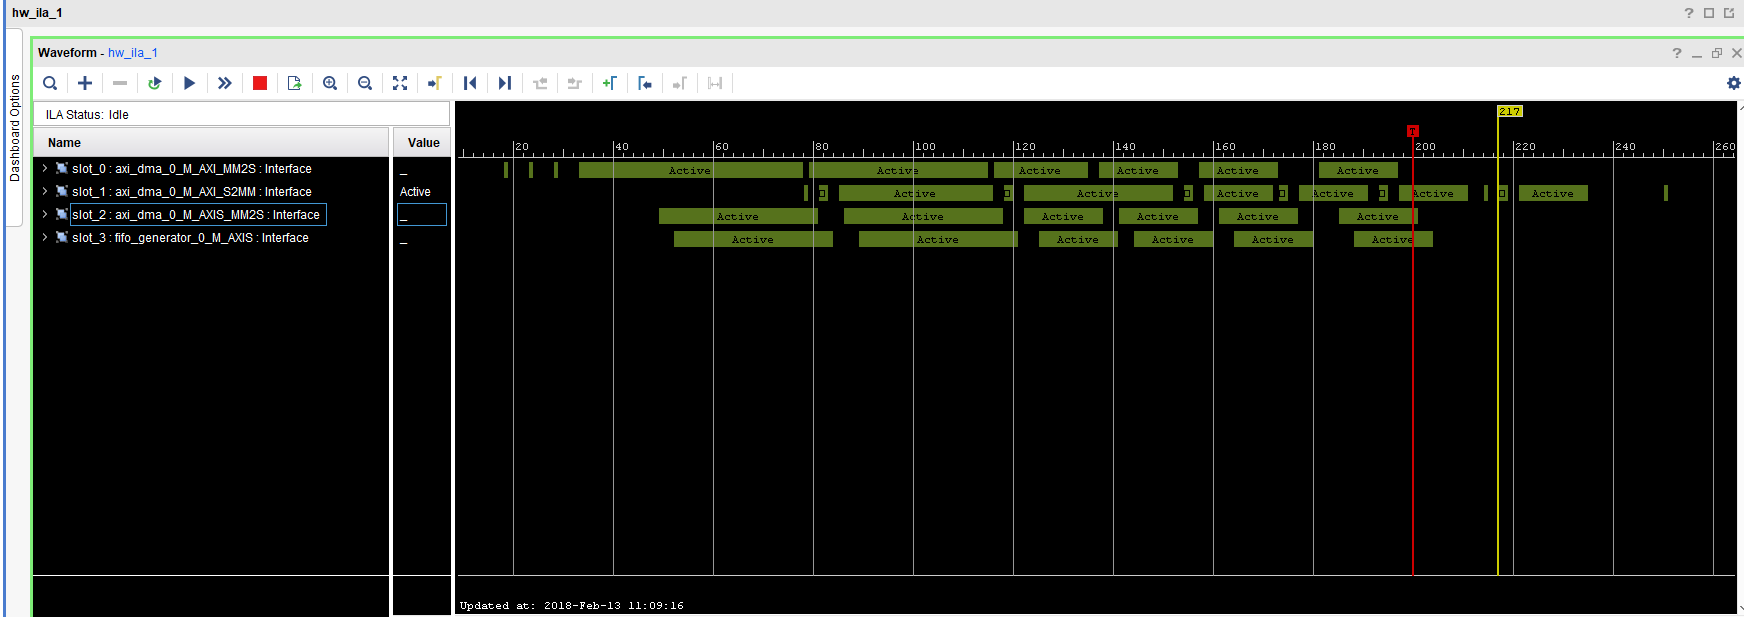 hw_ila_1
Dashboard Options
Waveform - hw_ila_1
ILA Status: Idle
217
Name Value
T
20 40 60 80 100 120 140 160 180 200 220 240 260
slot_0 : axi_dma_0_M_AXI_MM2S : Interface _ Active Active Active Active Active Active
slot_1 : axi_dma_0_M_AXI_S2MM : Interface Active Active Active Active Active Active Active
slot_2 : axi_dma_0_M_AXIS_MM2S : Interface _ Active Active Active Active Active Active
slot_3 : fifo_generator_0_M_AXIS : Interface _ Active Active Active Active Active Active
Updated at: 2018-Feb-13 11:09:16